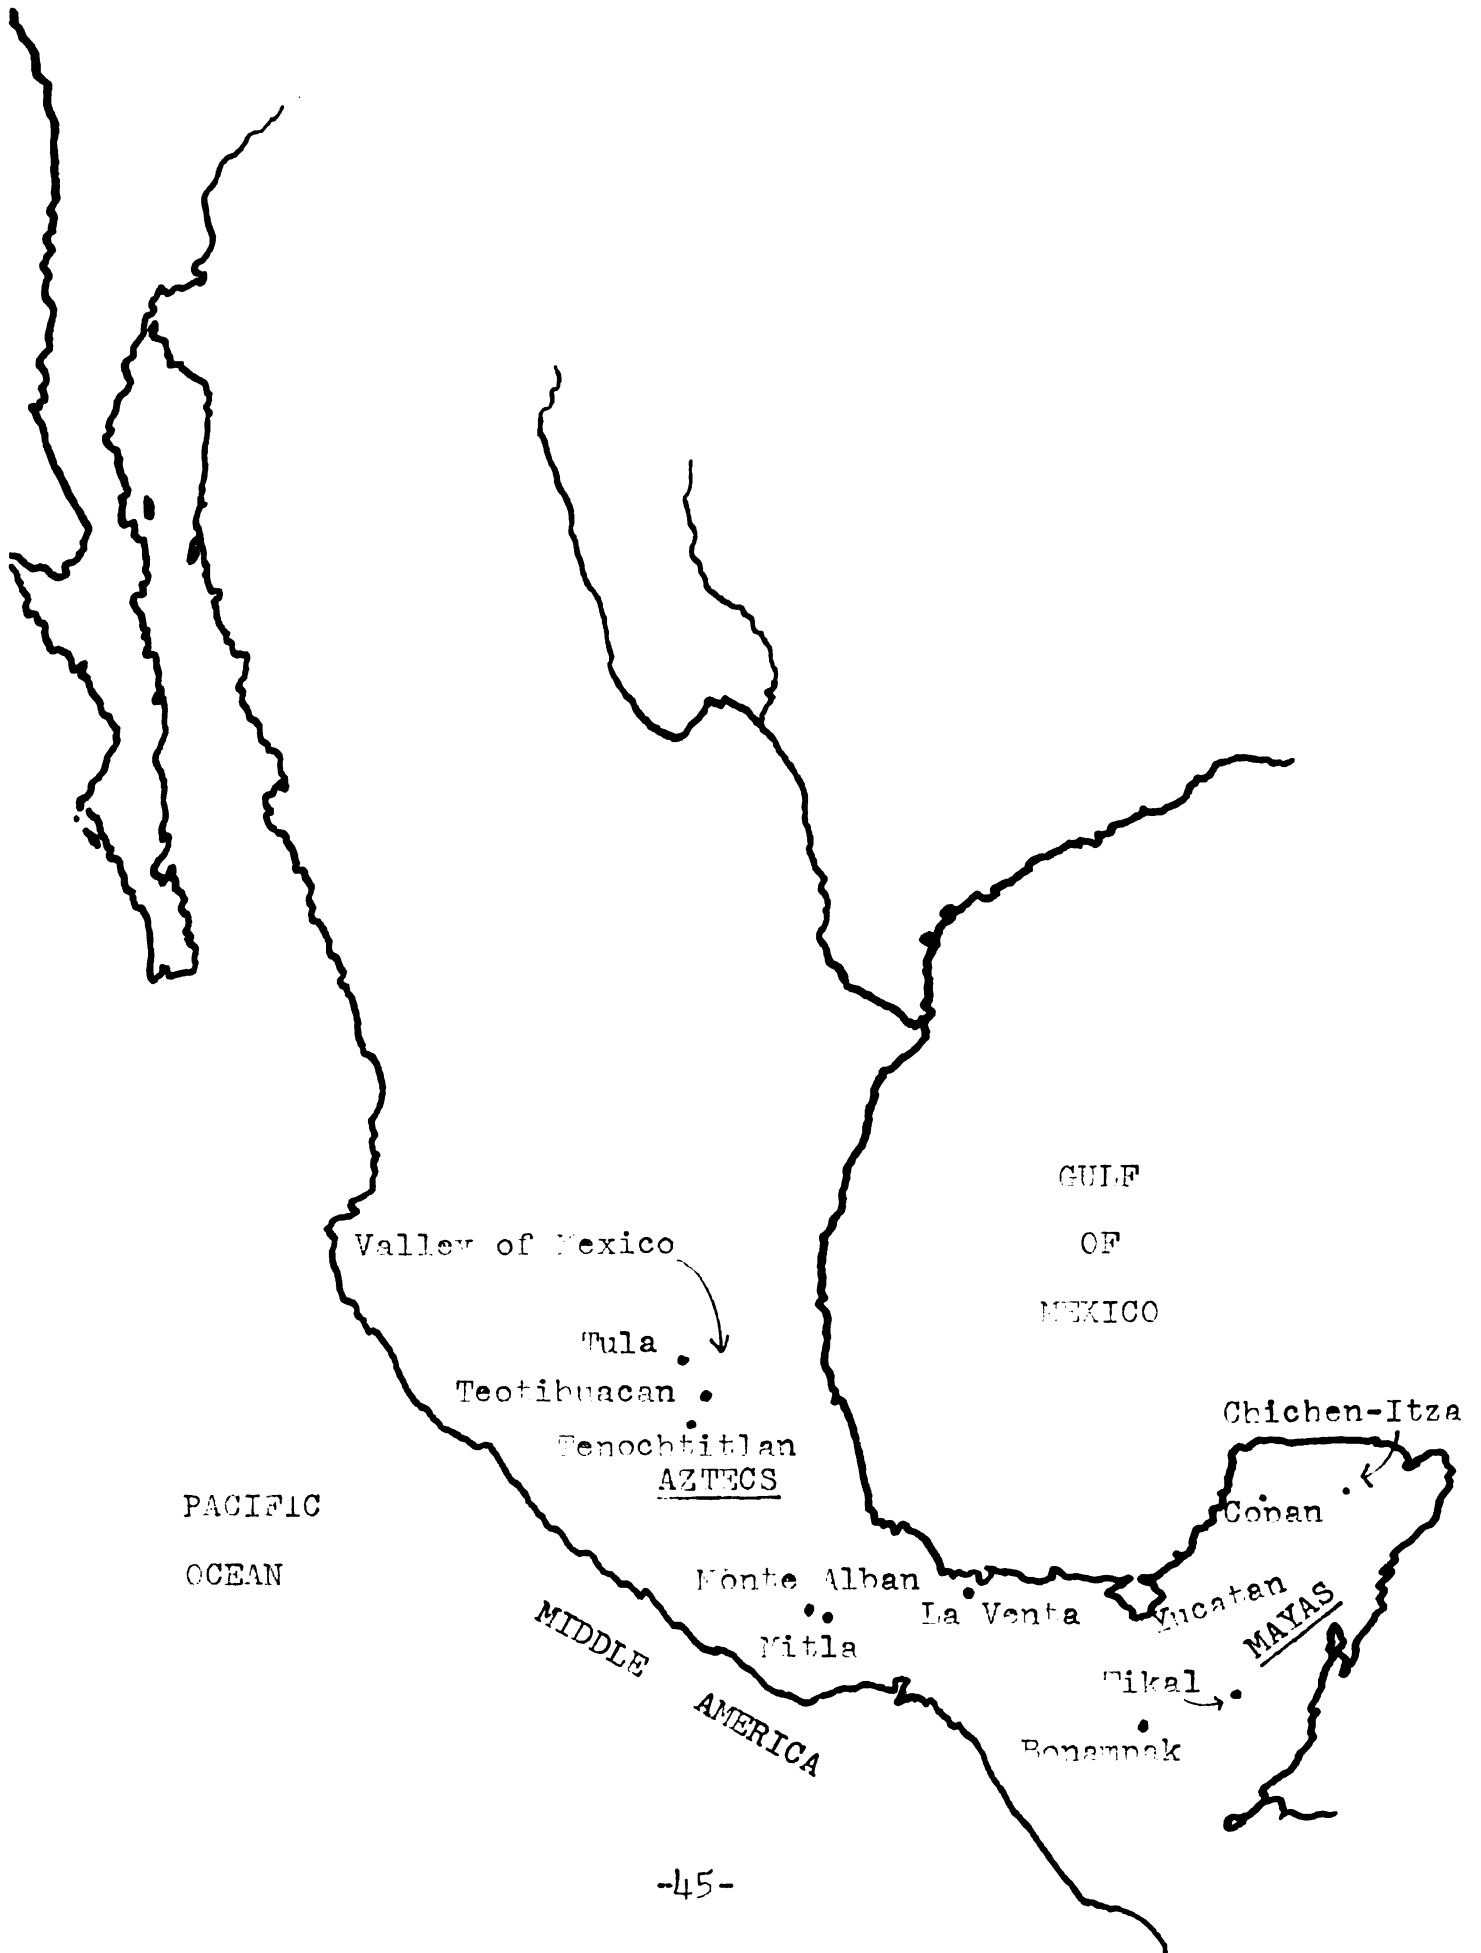 GULF
OF
MEXICO
Valley of Mexico
Tula
Teotihuacan
Tenochtitlan
AZTECS
Chichen-Itza
Copan
PACIFIC
OCEAN
Monte Alban
La Venta
Yucatan
MAYAS
Mitla
MIDDLE AMERICA
Tikal
Bonampak
-45-